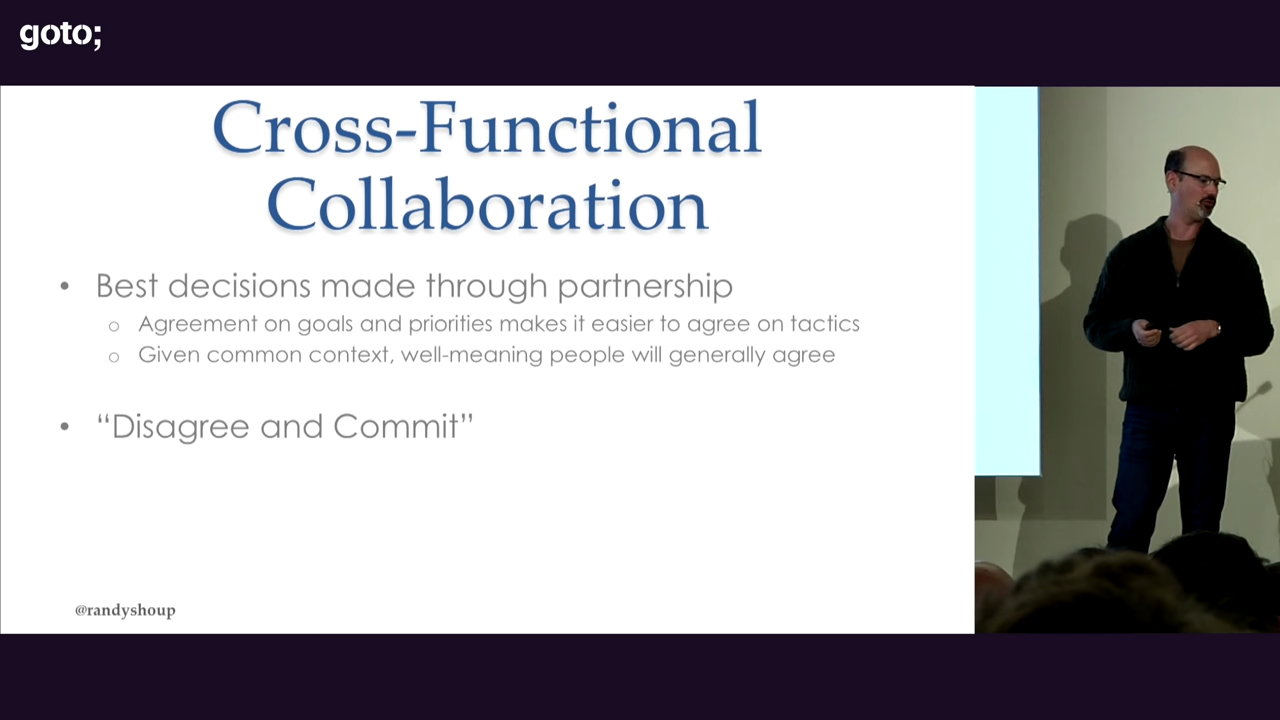 goto;
Cross-Functional
Collaboration
• Best decisions made through partnership
o Agreement on goals and priorities makes it easier to agree on tactics
o Given common context, well-meaning people will generally agree
• “Disagree and Commit”
@randyshoup